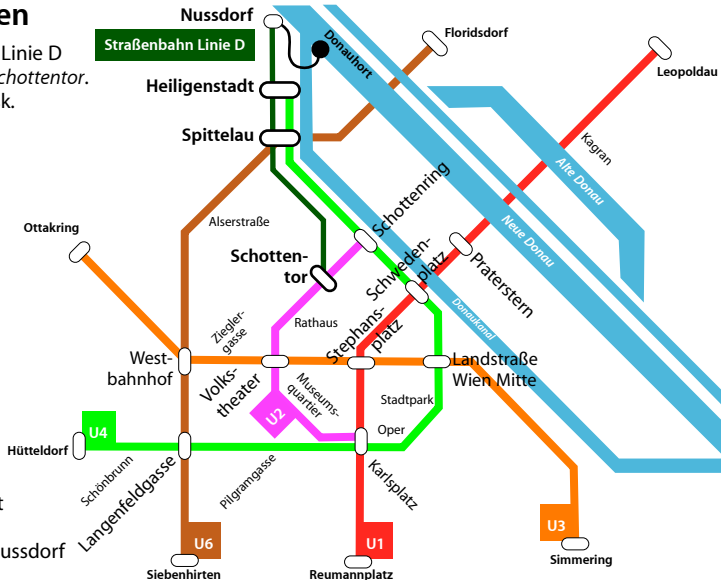 en
Linie D
chottentor.
k.
Nussdorf
Straßenbahn Linie D
Donauhort
Floridsdorf
Leopoldau
Heiligenstadt
Spittelau
Kagran
Alte Donau
Neue Donau
Alserstraße
Schottenring
Ottakring
Schotten-
tor
Schweden-
platz
Praterstern
Donaukanal
Rathaus
Ziegler-
gasse
Stephans-
platz
West-
bahnhof
Volks-
theater
Museums-
quartier
Landstraße
Wien Mitte
Stadtpark
U2
U4
Oper
Hütteldorf
Schönbrunn
Langenfeldgasse
Pilgramgasse
Karlsplatz
t
ussdorf
U6
U1
U3
Siebenhirten
Reumannplatz
Simmering